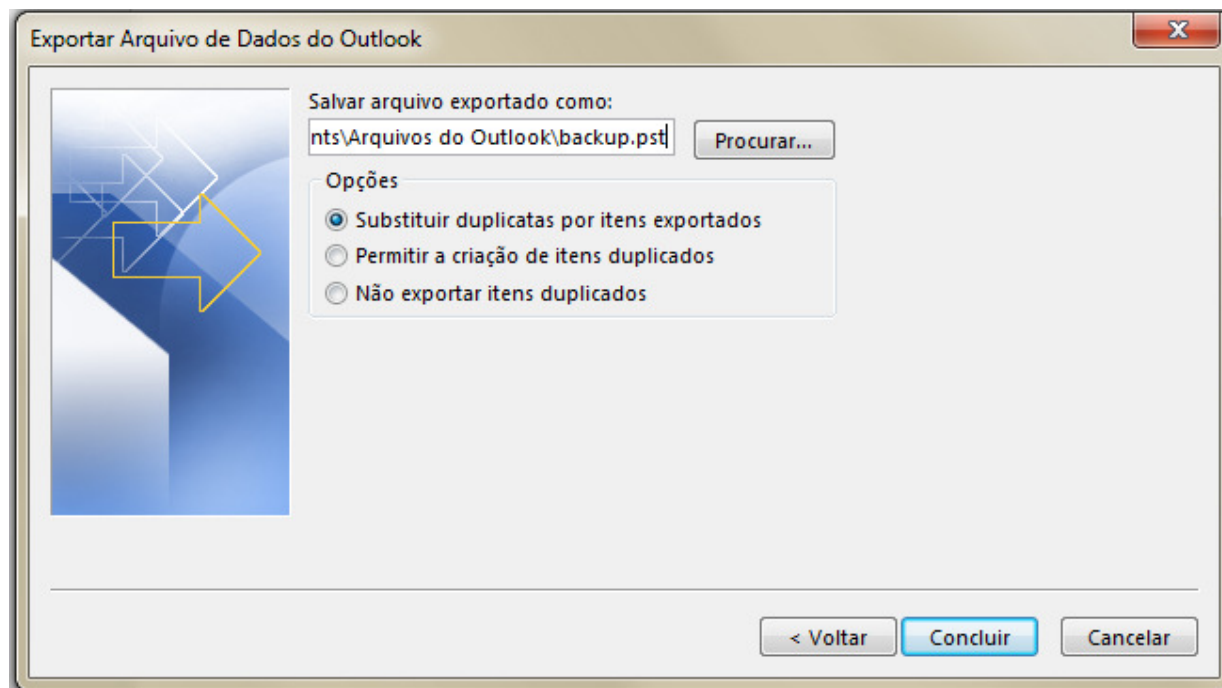 Exportar Arquivo de Dados do Outlook
Salvar arquivo exportado como:
nts\Arquivos do Outlook\backup.pst
Procurar...
Opções
Substituir duplicatas por itens exportados
Permitir a criação de itens duplicados
Não exportar itens duplicados
< Voltar
Concluir
Cancelar